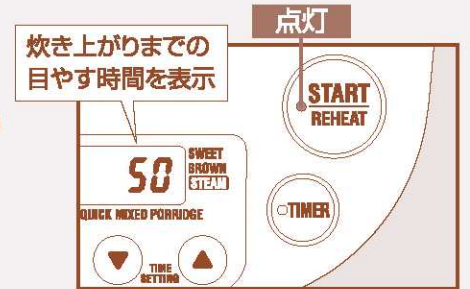 点灯
炊き上がりまでの
目やす時間を表示
START
REHEAT
50
SWEET
BROWN
STEAM
QUICK MIXED PORRIDGE
TIMER
TIME
SETTING